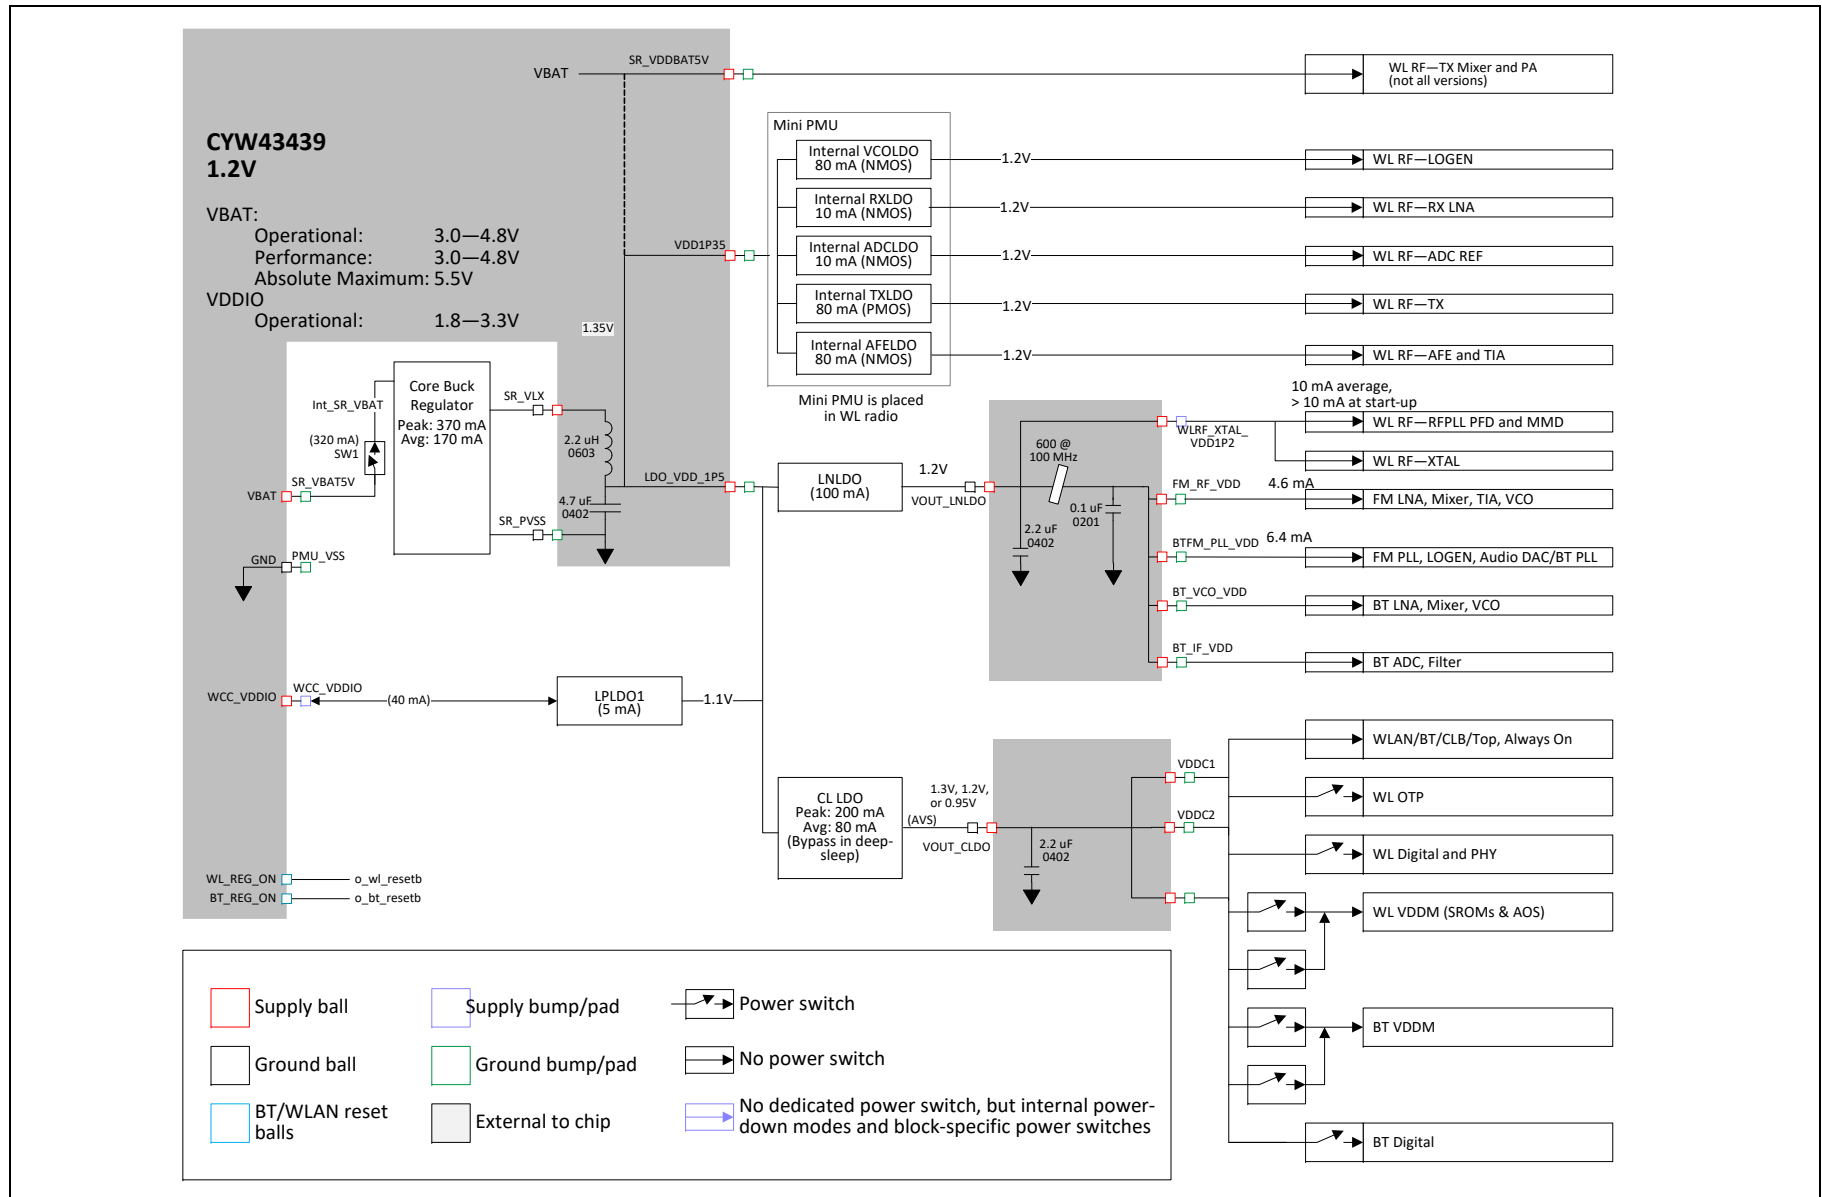 SR_VDDBAT5V
VBAT
WL RF—TX Mixer and PA
(not all versions)
CYW43439
1.2V
VBAT:
Operational: 3.0—4.8V
Performance: 3.0—4.8V
Absolute Maximum: 5.5V
VDDIO
Operational: 1.8—3.3V
Mini PMU
Internal VCOLDO
80 mA (NMOS)
1.2V
WL RF—LOGEN
Internal RXLDO
10 mA (NMOS)
1.2V
WL RF—RX LNA
VDD1P35
Internal ADCLDO
10 mA (NMOS)
1.2V
WL RF—ADC REF
Internal TXLDO
80 mA (PMOS)
1.2V
WL RF—TX
1.35V
Internal AFELDO
80 mA (NMOS)
1.2V
WL RF—AFE and TIA
Mini PMU is placed
in WL radio
Core Buck
Regulator
Peak: 370 mA
Avg: 170 mA
Int_SR_VBAT
(320 mA)
SW1
SR_VBAT5V
VBAT
SR_VLX
2.2 uH
0603
4.7 uF
0402
SR_PVSS
LDO_VDD_1P5
GND
PMU_VSS
LNLDO
(100 mA)
1.2V
VOUT_LNLDO
600 @
100 MHz
2.2 uF
0402
0.1 uF
0201
10 mA average,
> 10 mA at start-up
WLRF_XTAL_
VDD1P2
WL RF—RFPLL PFD and MMD
WL RF—XTAL
FM_RF_VDD
4.6 mA
FM LNA, Mixer, TIA, VCO
BTFM_PLL_VDD
6.4 mA
FM PLL, LOGEN, Audio DAC/BT PLL
BT_VCO_VDD
BT LNA, Mixer, VCO
BT_IF_VDD
BT ADC, Filter
WCC_VDDIO
WCC_VDDIO
(40 mA)
LPLDO1
(5 mA)
1.1V
CL LDO
Peak: 200 mA
Avg: 80 mA
(Bypass in deep-
sleep)
1.3V, 1.2V,
or 0.95V
(AVS)
VOUT_CLDO
2.2 uF
0402
VDDC1
VDDC2
WLAN/BT/CLB/Top, Always On
WL OTP
WL Digital and PHY
WL VDDM (SROMs & AOS)
BT VDDM
BT Digital
WL_REG_ON
o_wl_resetb
BT_REG_ON
o_bt_resetb
Supply ball
Supply bump/pad
Power switch
Ground ball
Ground bump/pad
No power switch
BT/WLAN reset
balls
External to chip
No dedicated power switch, but internal power-
down modes and block-specific power switches